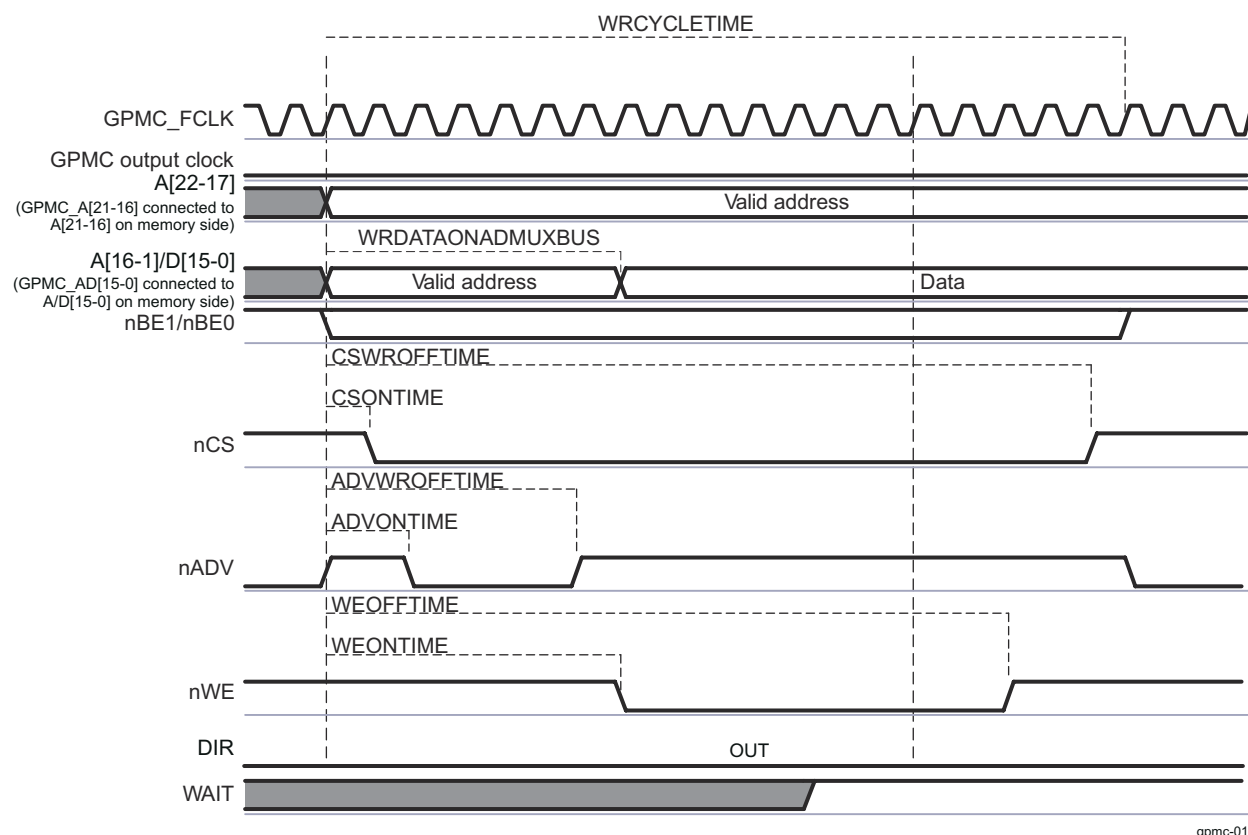 WRCYCLETIME
GPMC_FCLK
GPMC output clock
A[22-17]
(GPMC_A[21-16] connected to
A[21-16] on memory side)
Valid address
WRDATAONADMUXBUS
A[16-1]/D[15-0]
(GPMC_AD[15-0] connected to
A/D[15-0] on memory side)
Valid address
Data
nBE1/nBE0
CSWROFFTIME
CSONTIME
nCS
ADVWROFFTIME
ADVONTIME
nADV
WEOFFTIME
WEONTIME
nWE
DIR
OUT
WAIT
gpmc-01